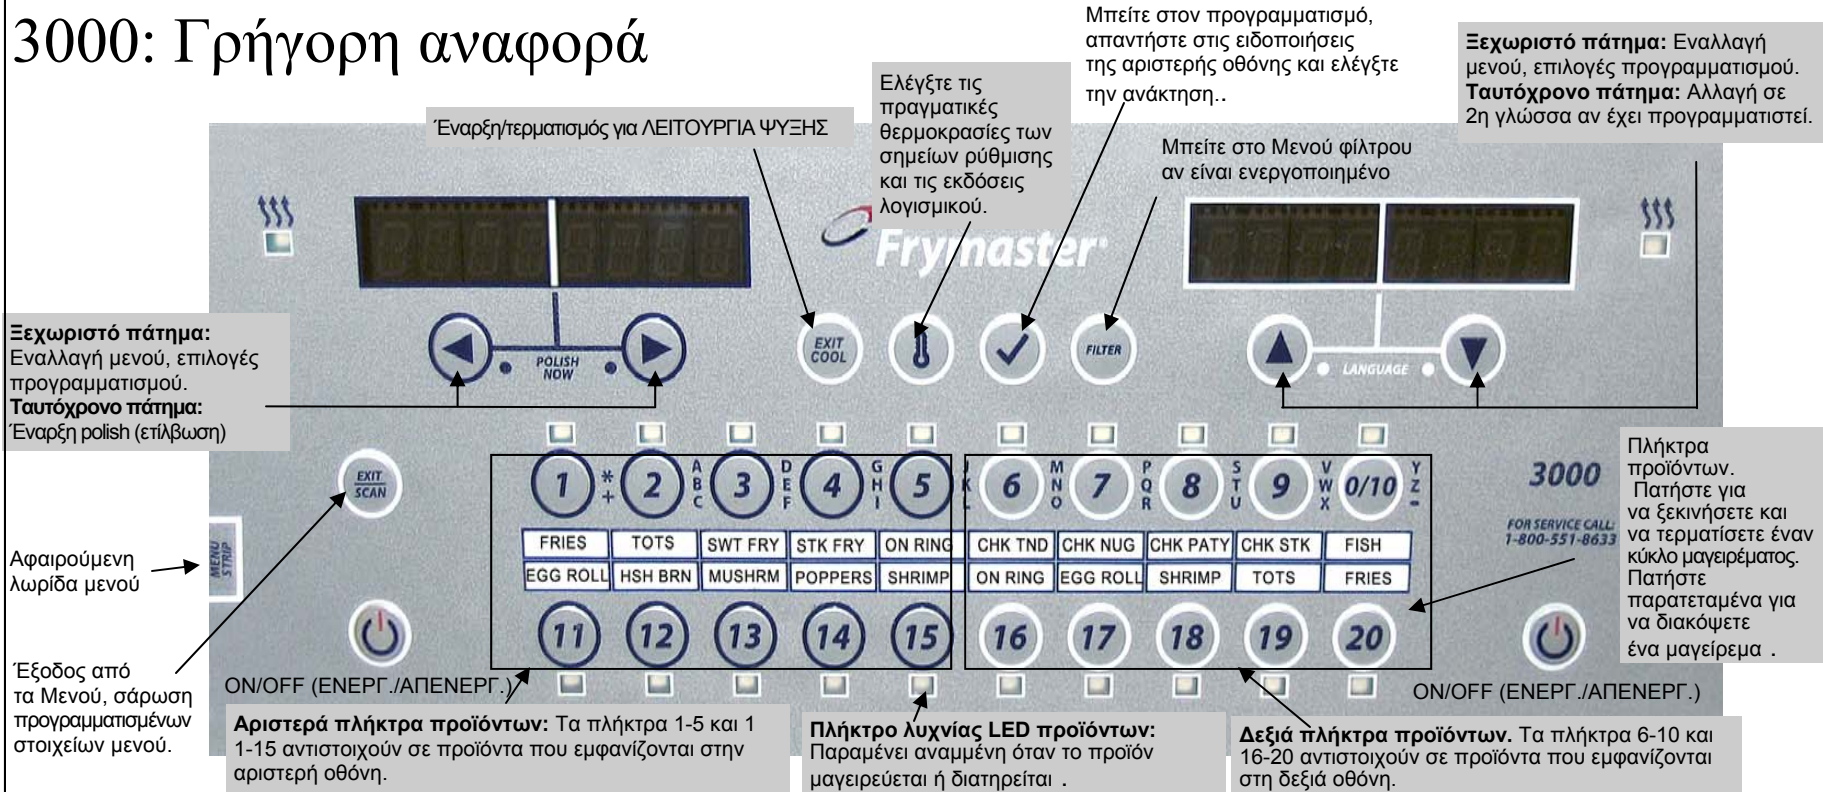 3000: Γρήγορη αναφορά
Μπείτε στον προγραμματισμό,
απαντήστε στις ειδοποιήσεις
της αριστερής οθόνης και ελέγξτε
την ανάκτηση..
Ξεχωριστό πάτημα: Εναλλαγή
μενού, επιλογές προγραμματισμού.
Ταυτόχρονο πάτημα: Αλλαγή σε
2η γλώσσα αν έχει προγραμματιστεί.
Ελέγξτε τις
πραγματικές
θερμοκρασίες των
σημείων ρύθμισης
και τις εκδόσεις
λογισμικού.
Έναρξη/τερματισμός για ΛΕΙΤΟΥΡΓΙΑ ΨΥΞΗΣ
Μπείτε στο Μενού φίλτρου
αν είναι ενεργοποιημένο
Frymaster
Ξεχωριστό πάτημα:
Εναλλαγή μενού, επιλογές
προγραμματισμού.
Ταυτόχρονο πάτημα:
Έναρξη polish (ετίλβωση)
POLISH
NOW
EXIT
COOL
FILTER
LANGUAGE
EXIT
SCAN
1 * + 2 A B C 3 D E F 4 G H I 5 J K L 6 M N O 7 P Q R 8 S T U 9 V W X 0/10 Y Z -
FRIES TOTS SWT FRY STK FRY ON RING CHK TND CHK NUG CHK PATY CHK STK FISH
EGG ROLL HSH BRN MUSHRM POPPERS SHRIMP ON RING EGG ROLL SHRIMP TOTS FRIES
11 12 13 14 15 16 17 18 19 20
3000
FOR SERVICE CALL:
1-800-551-8633
Πλήκτρα
προϊόντων.
Πατήστε για
να ξεκινήσετε και
να τερματίσετε έναν
κύκλο μαγειρέματος.
Πατήστε
παρατεταμένα για
να διακόψετε
ένα μαγείρεμα .
MENU
STRIP
Αφαιρούμενη
λωρίδα μενού
Έξοδος από
τα Μενού, σάρωση
προγραμματισμένων
στοιχείων μενού.
ON/OFF (ΕΝΕΡΓ./ΑΠΕΝΕΡΓ.)
ON/OFF (ΕΝΕΡΓ./ΑΠΕΝΕΡΓ.)
Αριστερά πλήκτρα προϊόντων: Τα πλήκτρα 1-5 και 1
1-15 αντιστοιχούν σε προϊόντα που εμφανίζονται στην
αριστερή οθόνη.
Πλήκτρο λυχνίας LED προϊόντων:
Παραμένει αναμμένη όταν το προϊόν
μαγειρεύεται ή διατηρείται .
Δεξιά πλήκτρα προϊόντων. Τα πλήκτρα 6-10 και
16-20 αντιστοιχούν σε προϊόντα που εμφανίζονται
στη δεξιά οθόνη.